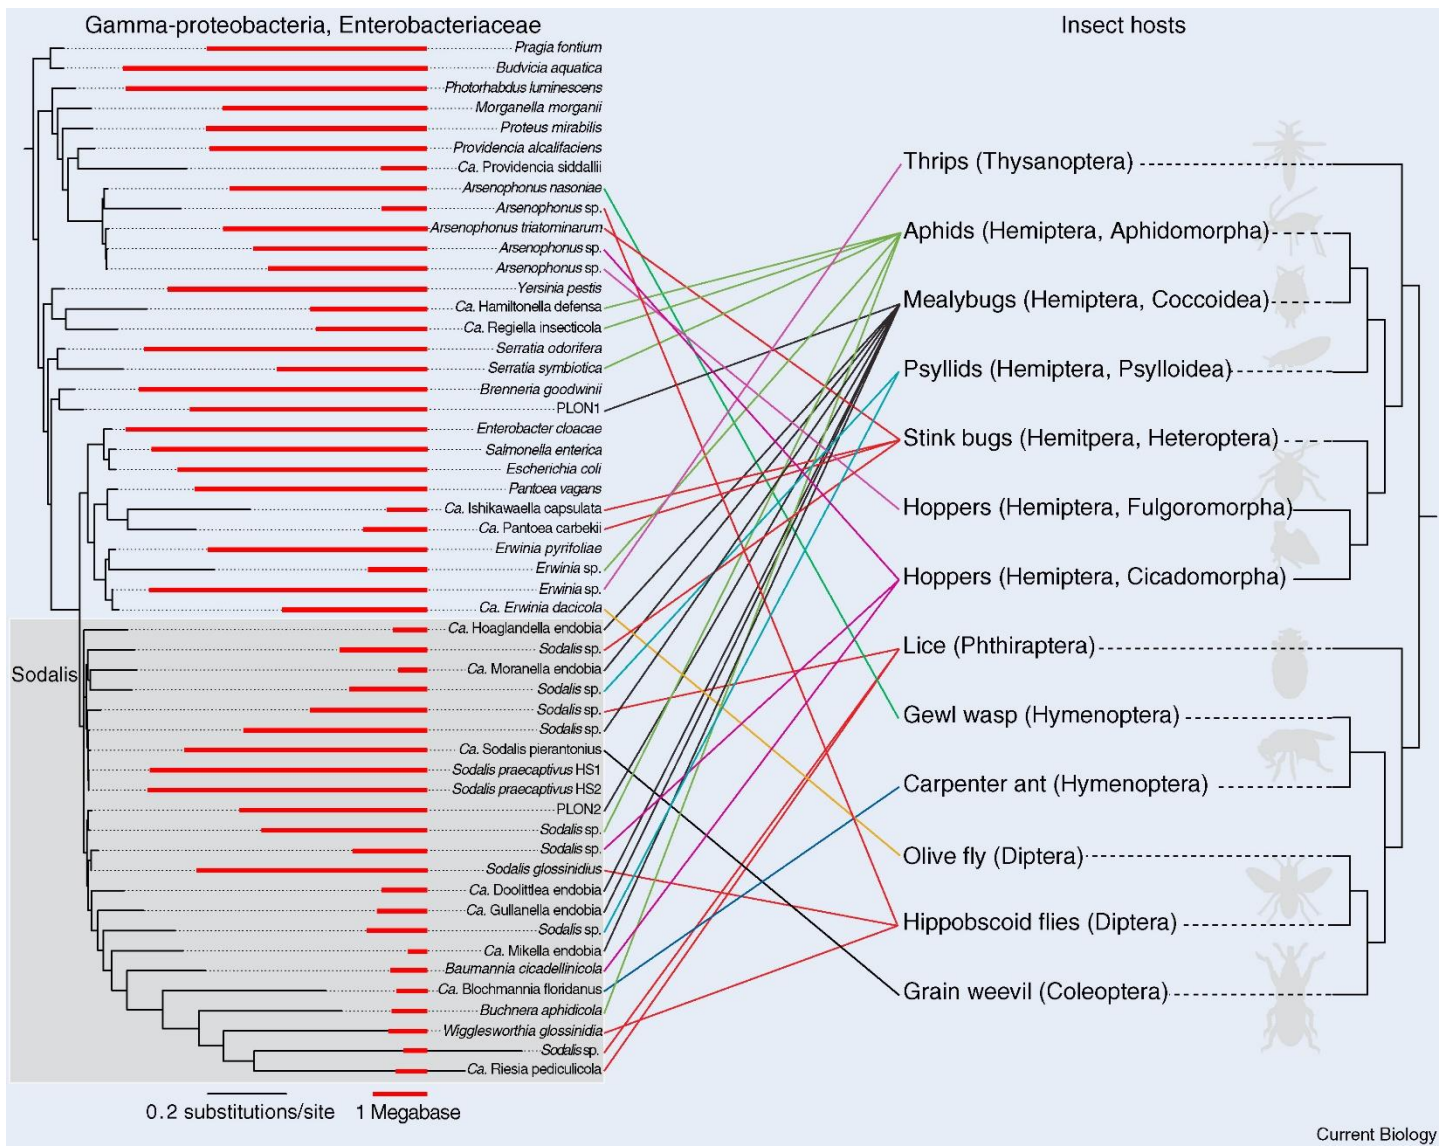 Gamma-proteobacteria, Enterobacteriaceae
Pragia fontium
Budvicia aquatica
Photorhabdus luminescens
Morganella morganii
Proteus mirabilis
Providencia alcalifaciens
Ca. Providencia siddallii
Arsenophonus nasoniae
Arsenophonus sp.
Arsenophonus triatominarum
Arsenophonus sp.
Arsenophonus sp.
Yersinia pestis
Ca. Hamiltonella defensa
Ca. Regiella insecticola
Serratia odorifera
Serratia symbiotica
Brenneria goodwinii
PLON1
Enterobacter cloacae
Salmonella enterica
Escherichia coli
Pantoea vagans
Ca. Ishikawaella capsulata
Ca. Pantoea carbekii
Erwinia pyrifoliae
Erwinia sp.
Erwinia sp.
Ca. Erwinia dacicola
Sodalis
Ca. Hoaglandella endobia
Sodalis sp.
Ca. Moranella endobia
Sodalis sp.
Sodalis sp.
Sodalis sp.
Ca. Sodalis pierantonius
Sodalis praecaptivus HS1
Sodalis praecaptivus HS2
PLON2
Sodalis sp.
Sodalis sp.
Sodalis glossinidius
Ca. Doolittlea endobia
Ca. Gullanella endobia
Sodalis sp.
Ca. Mikella endobia
Baumannia cicadellinicola
Ca. Blochmannia floridanus
Buchnera aphidicola
Wigglesworthia glossinidia
Sodalis sp.
Ca. Riesia pediculicola
0.2 substitutions/site
1 Megabase
Insect hosts
Thrips (Thysanoptera)
Aphids (Hemiptera, Aphidomorpha)
Mealybugs (Hemiptera, Coccoidea)
Psyllids (Hemiptera, Psylloidea)
Stink bugs (Hemitpera, Heteroptera)
Hoppers (Hemiptera, Fulgoromorpha)
Hoppers (Hemiptera, Cicadomorpha)
Lice (Phthiraptera)
Gewl wasp (Hymenoptera)
Carpenter ant (Hymenoptera)
Olive fly (Diptera)
Hippobscoid flies (Diptera)
Grain weevil (Coleoptera)
Current Biology